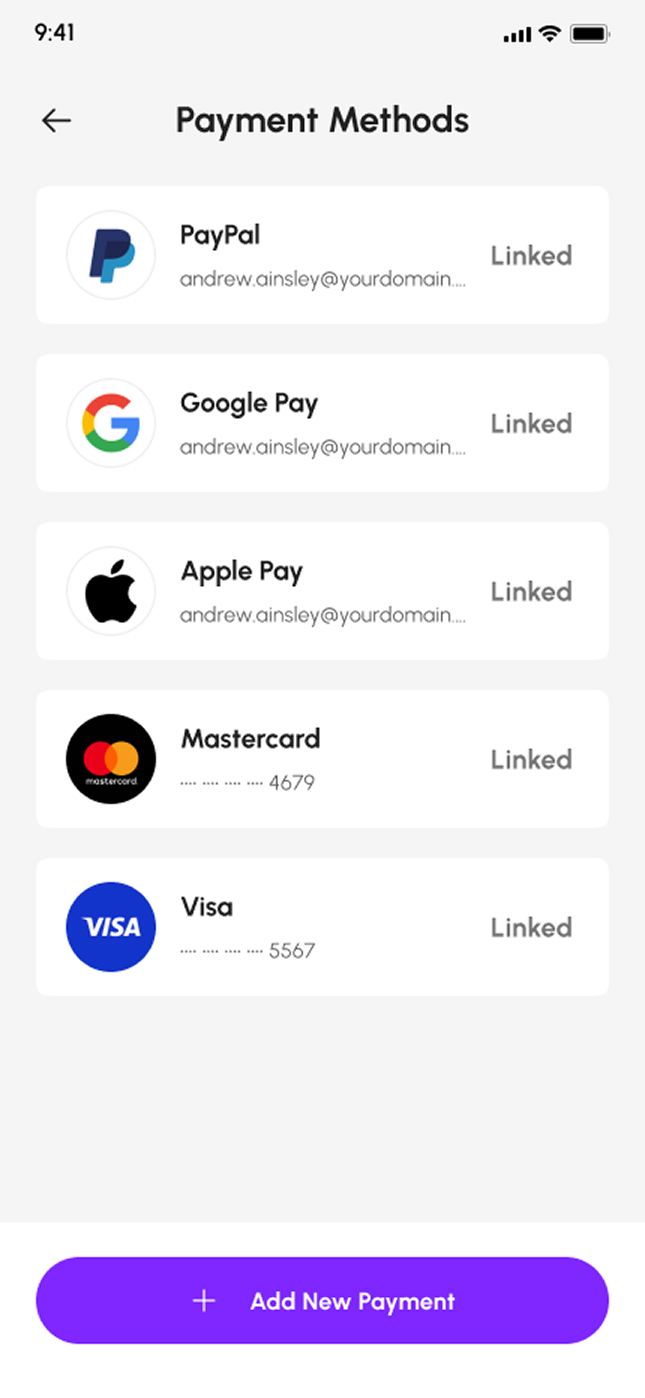 9:41
Payment Methods
PayPal
andrew.ainsley@yourdomain....
Linked
Google Pay
andrew.ainsley@yourdomain....
Linked
Apple Pay
andrew.ainsley@yourdomain....
Linked
mastercard.
Mastercard
···· ···· ···· ···· 4679
Linked
VISA
Visa
···· ···· ···· ···· 5567
Linked
+ Add New Payment